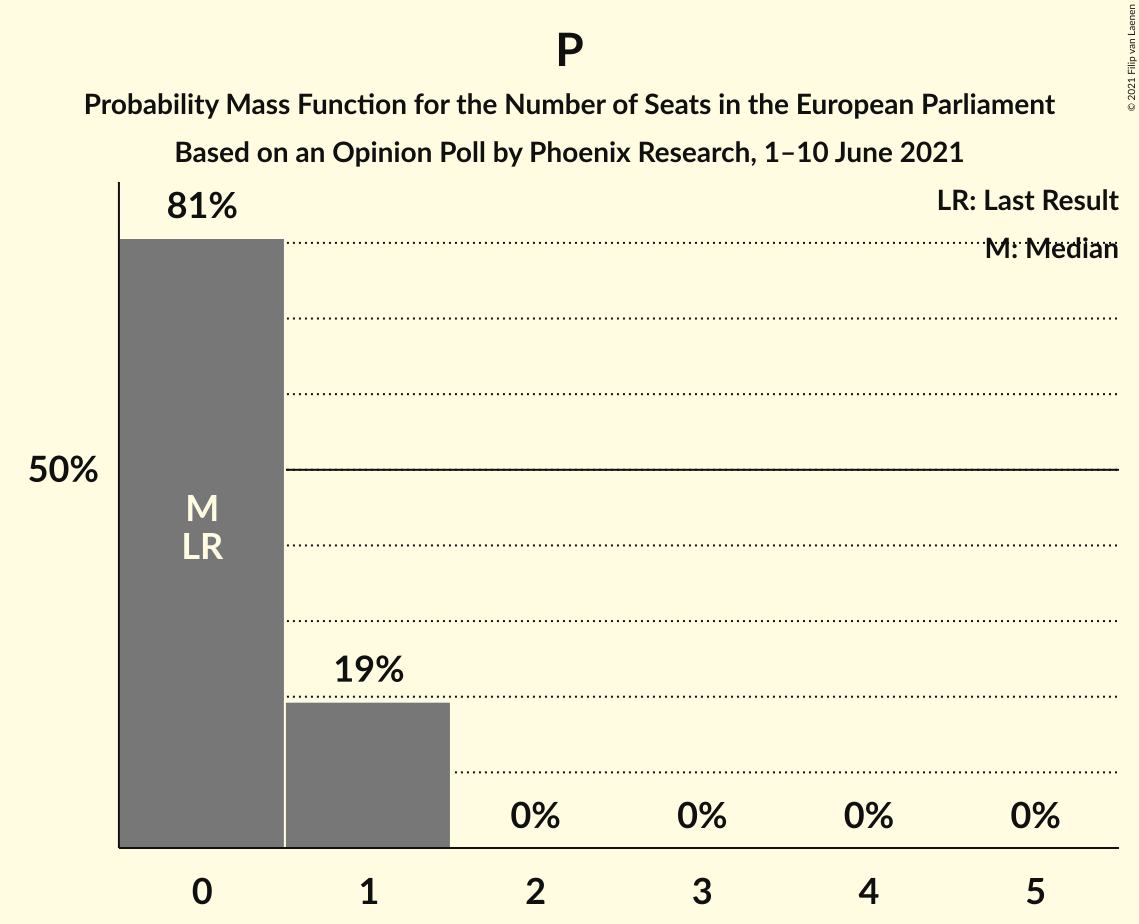 P
Probability Mass Function for the Number of Seats in the European Parliament
Based on an Opinion Poll by Phoenix Research, 1–10 June 2021
© 2021 Filip van Laenen
LR: Last Result
M: Median
81%
50%
M
LR
19%
0%
0%
0%
0%
0
1
2
3
4
5